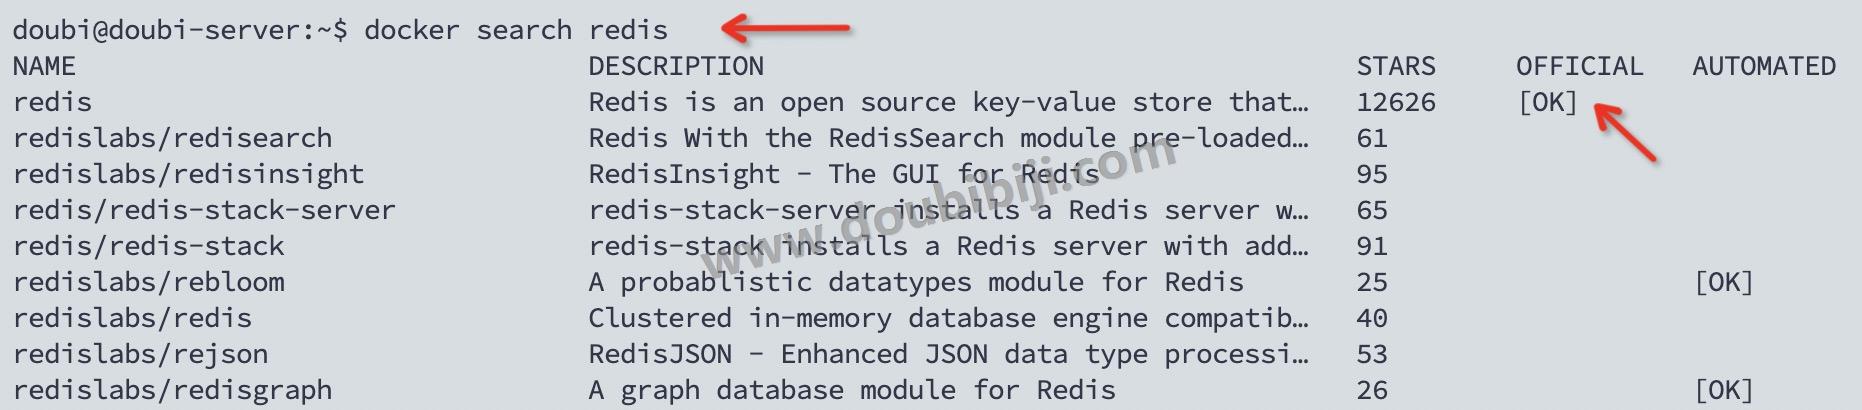 doubi@doubi-server:~$ docker search redis
NAME DESCRIPTION STARS OFFICIAL AUTOMATED
redis Redis is an open source key-value store that… 12626 [OK]
redislabs/redisearch Redis With the RedisSearch module pre-loaded… 61
redislabs/redisinsight RedisInsight - The GUI for Redis 95
redis/redis-stack-server redis-stack-server installs a Redis server w… 65
redis/redis-stack redis-stack installs a Redis server with add… 91
redislabs/rebloom A probablistic datatypes module for Redis 25 [OK]
redislabs/redis Clustered in-memory database engine compatib… 40
redislabs/rejson RedisJSON - Enhanced JSON data type processi… 53
redislabs/redisgraph A graph database module for Redis 26 [OK]
www.doubibiji.com